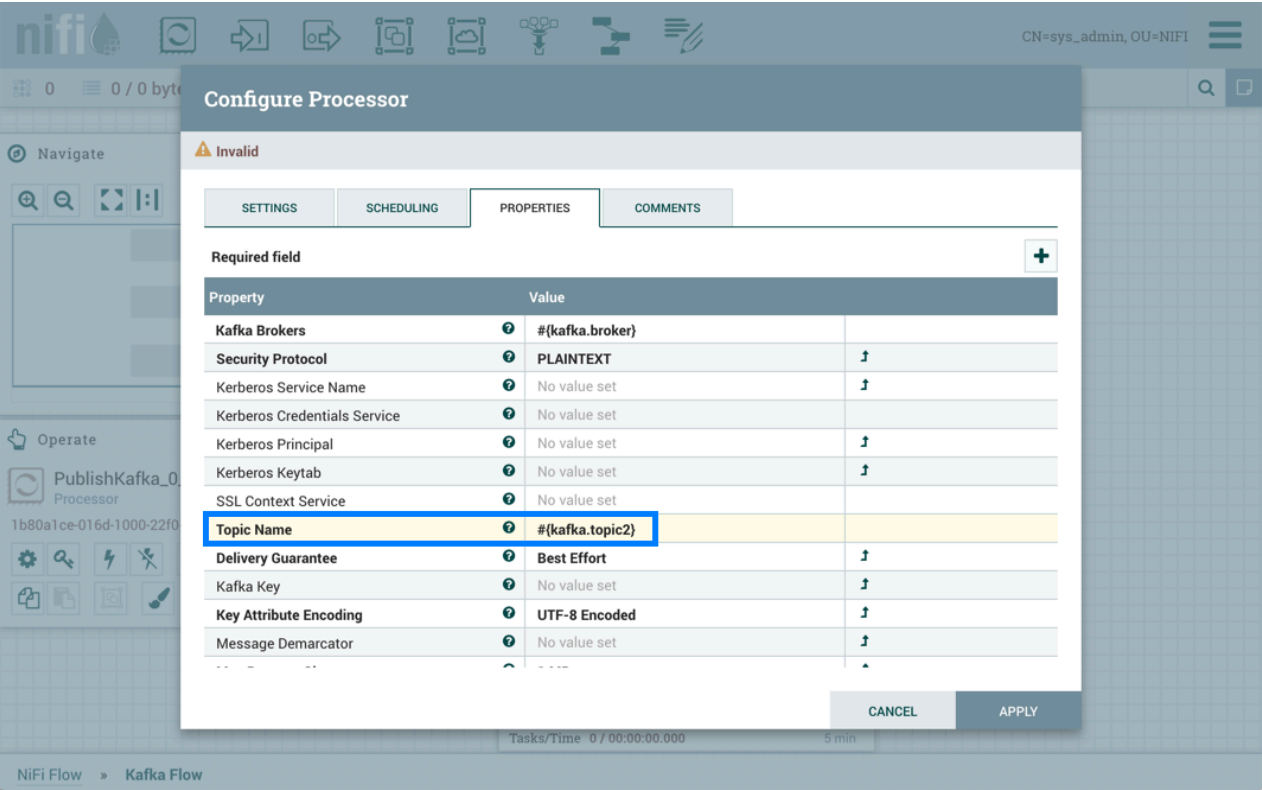 nifi
CN=sys_admin, OU=NIFI
0 0 / 0 byte
Configure Processor
Invalid
Navigate
SETTINGS SCHEDULING PROPERTIES COMMENTS
Required field
Property Value
Kafka Brokers #{kafka.broker}
Security Protocol PLAINTEXT
Kerberos Service Name No value set
Kerberos Credentials Service No value set
Kerberos Principal No value set
Kerberos Keytab No value set
SSL Context Service No value set
Topic Name #{kafka.topic2}
Delivery Guarantee Best Effort
Kafka Key No value set
Key Attribute Encoding UTF-8 Encoded
Message Demarcator No value set
Operate
PublishKafka_0_
Processor
1b80a1ce-016d-1000-22f0-
CANCEL APPLY
Tasks/Time 0 / 00:00:00.000 5 min
NiFi Flow » Kafka Flow